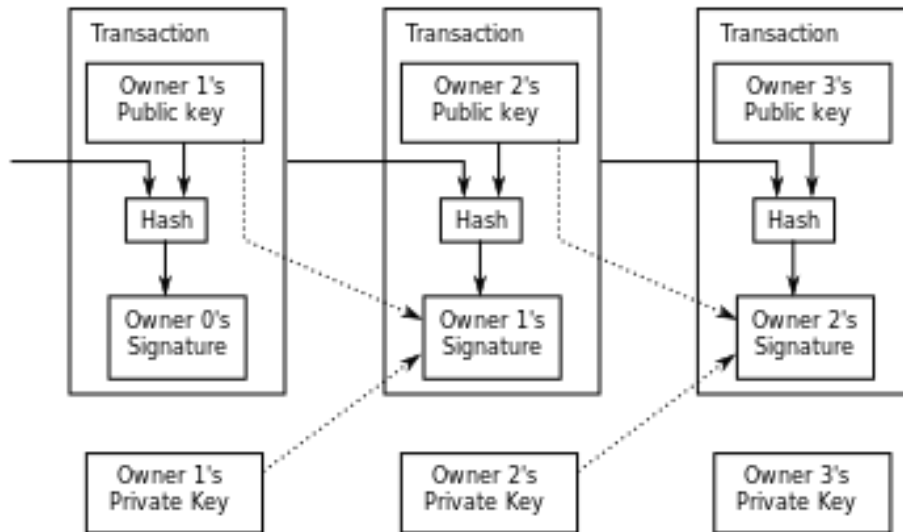 Transaction
Owner 1's
Public key
Hash
Owner 0's
Signature
Transaction
Owner 2's
Public key
Hash
Owner 1's
Signature
Transaction
Owner 3's
Public key
Hash
Owner 2's
Signature
Owner 1's
Private Key
Owner 2's
Private Key
Owner 3's
Private Key